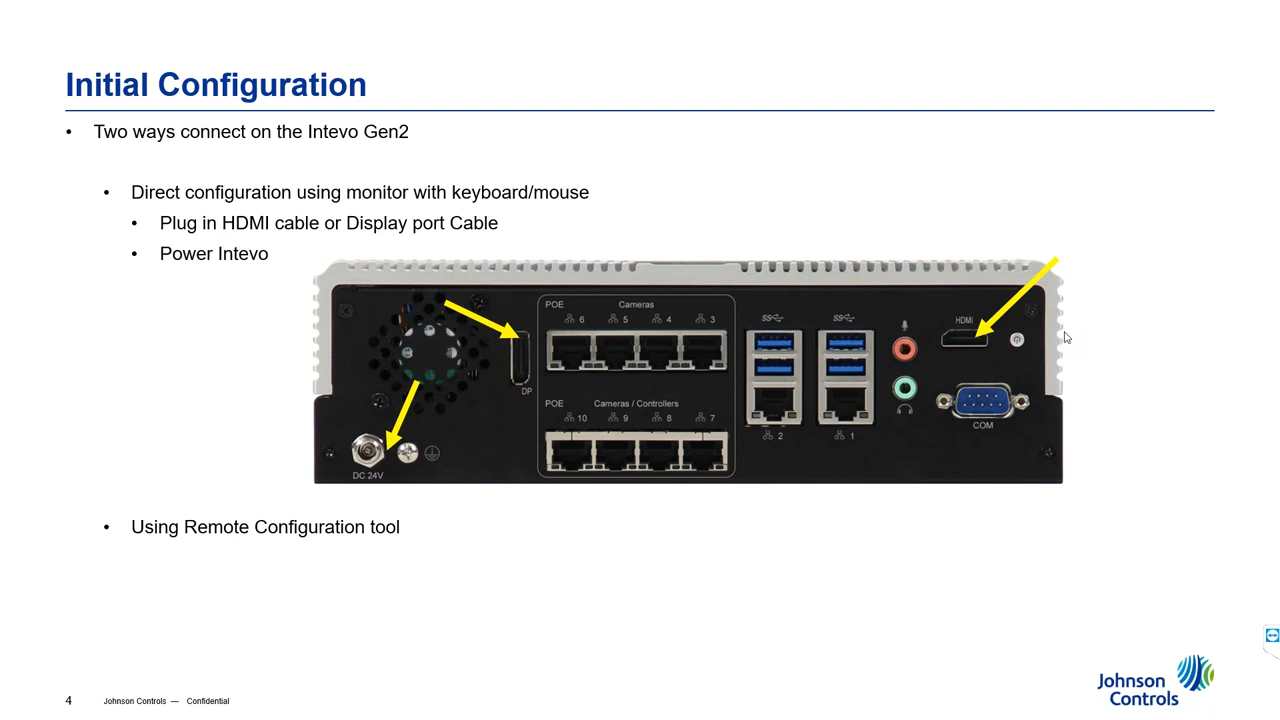 Initial Configuration
• Two ways connect on the Intevo Gen2
• Direct configuration using monitor with keyboard/mouse
• Plug in HDMI cable or Display port Cable
• Power Intevo
POE Cameras
6 5 4 3
DP
POE Cameras / Controllers
10 9 8 7
SS SS
2 1
HDMI
COM
DC 24V
• Using Remote Configuration tool
4 Johnson Controls — Confidential
Johnson
Controls